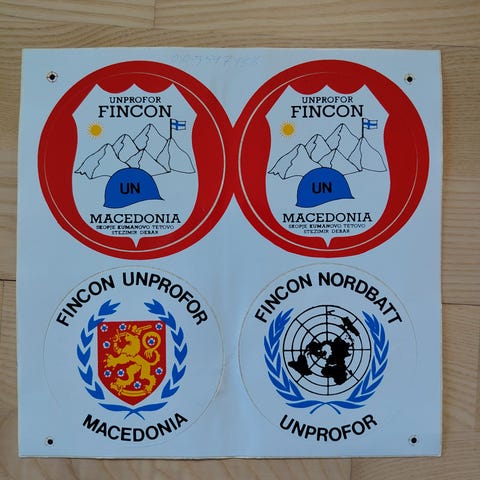 UNPROFOR
FINCON
UN
MACEDONIA
SKOPJE KUMANOVO TETOVO
STEZIMIR DEBAR
UNPROFOR
FINCON
UN
MACEDONIA
SKOPJE KUMANOVO TETOVO
STEZIMIR DEBAR
FINCON UNPROFOR
MACEDONIA
FINCON NORDBATT
UNPROFOR